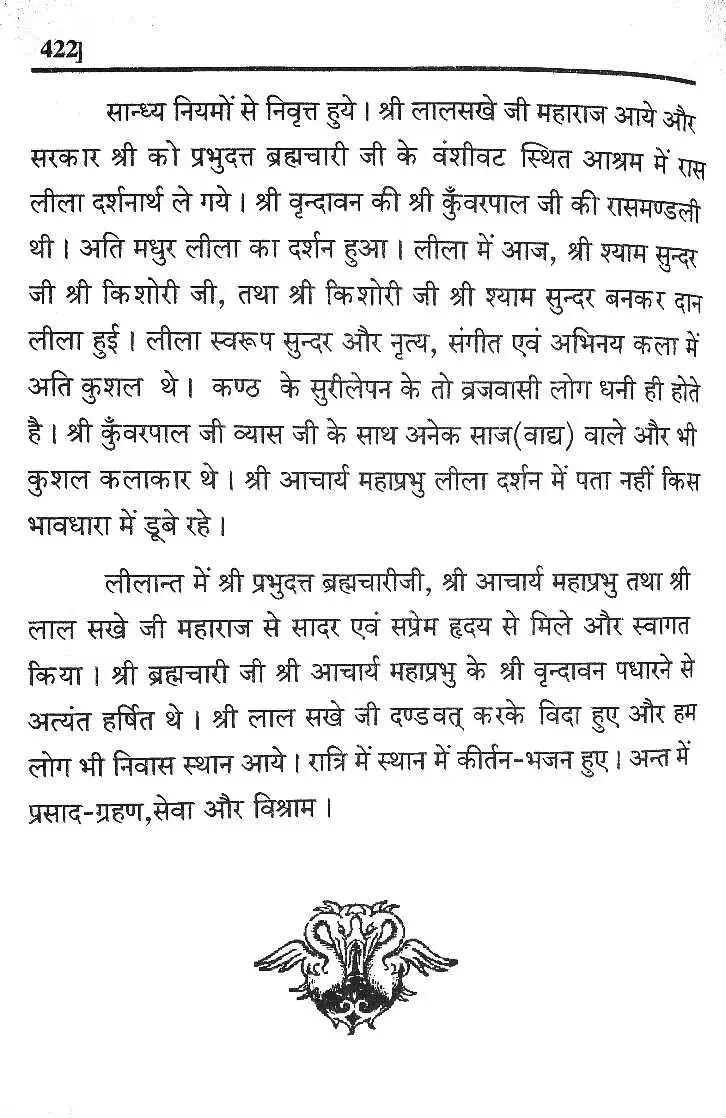 422]
सान्ध्य नियमों से निवृत्त हुये । श्री लालसखे जी महाराज आये और
सरकार श्री को प्रभुदत्त ब्रह्मचारी जी के वंशीवट स्थित आश्रम में रास
लीला दर्शनार्थ ले गये । श्री वृन्दावन की श्री कुँवरपाल जी की रासमण्डली
थी । अति मधुर लीला का दर्शन हुआ । लीला में आज, श्री श्याम सुन्दर
जी श्री किशोरी जी, तथा श्री किशोरी जी श्री श्याम सुन्दर बनकर दान
लीला हुई । लीला स्वरूप सुन्दर और नृत्य, संगीत एवं अभिनय कला में
अति कुशल थे । कण्ठ के सुरीलेपन के तो व्रजवासी लोग धनी ही होते
है । श्री कुँवरपाल जी व्यास जी के साथ अनेक साज(वाद्य) वाले और भी
कुशल कलाकार थे । श्री आचार्य महाप्रभु लीला दर्शन में पता नहीं किस
भावधारा में डूबे रहे ।
लीलान्त में श्री प्रभुदत्त ब्रह्मचारीजी, श्री आचार्य महाप्रभु तथा श्री
लाल सखे जी महाराज से सादर एवं सप्रेम हृदय से मिले और स्वागत
किया । श्री ब्रह्मचारी जी श्री आचार्य महाप्रभु के श्री वृन्दावन पधारने से
अत्यंत हर्षित थे । श्री लाल सखे जी दण्डवत् करके विदा हुए और हम
लोग भी निवास स्थान आये । रात्रि में स्थान में कीर्तन-भजन हुए । अन्त में
प्रसाद-ग्रहण,सेवा और विश्राम ।